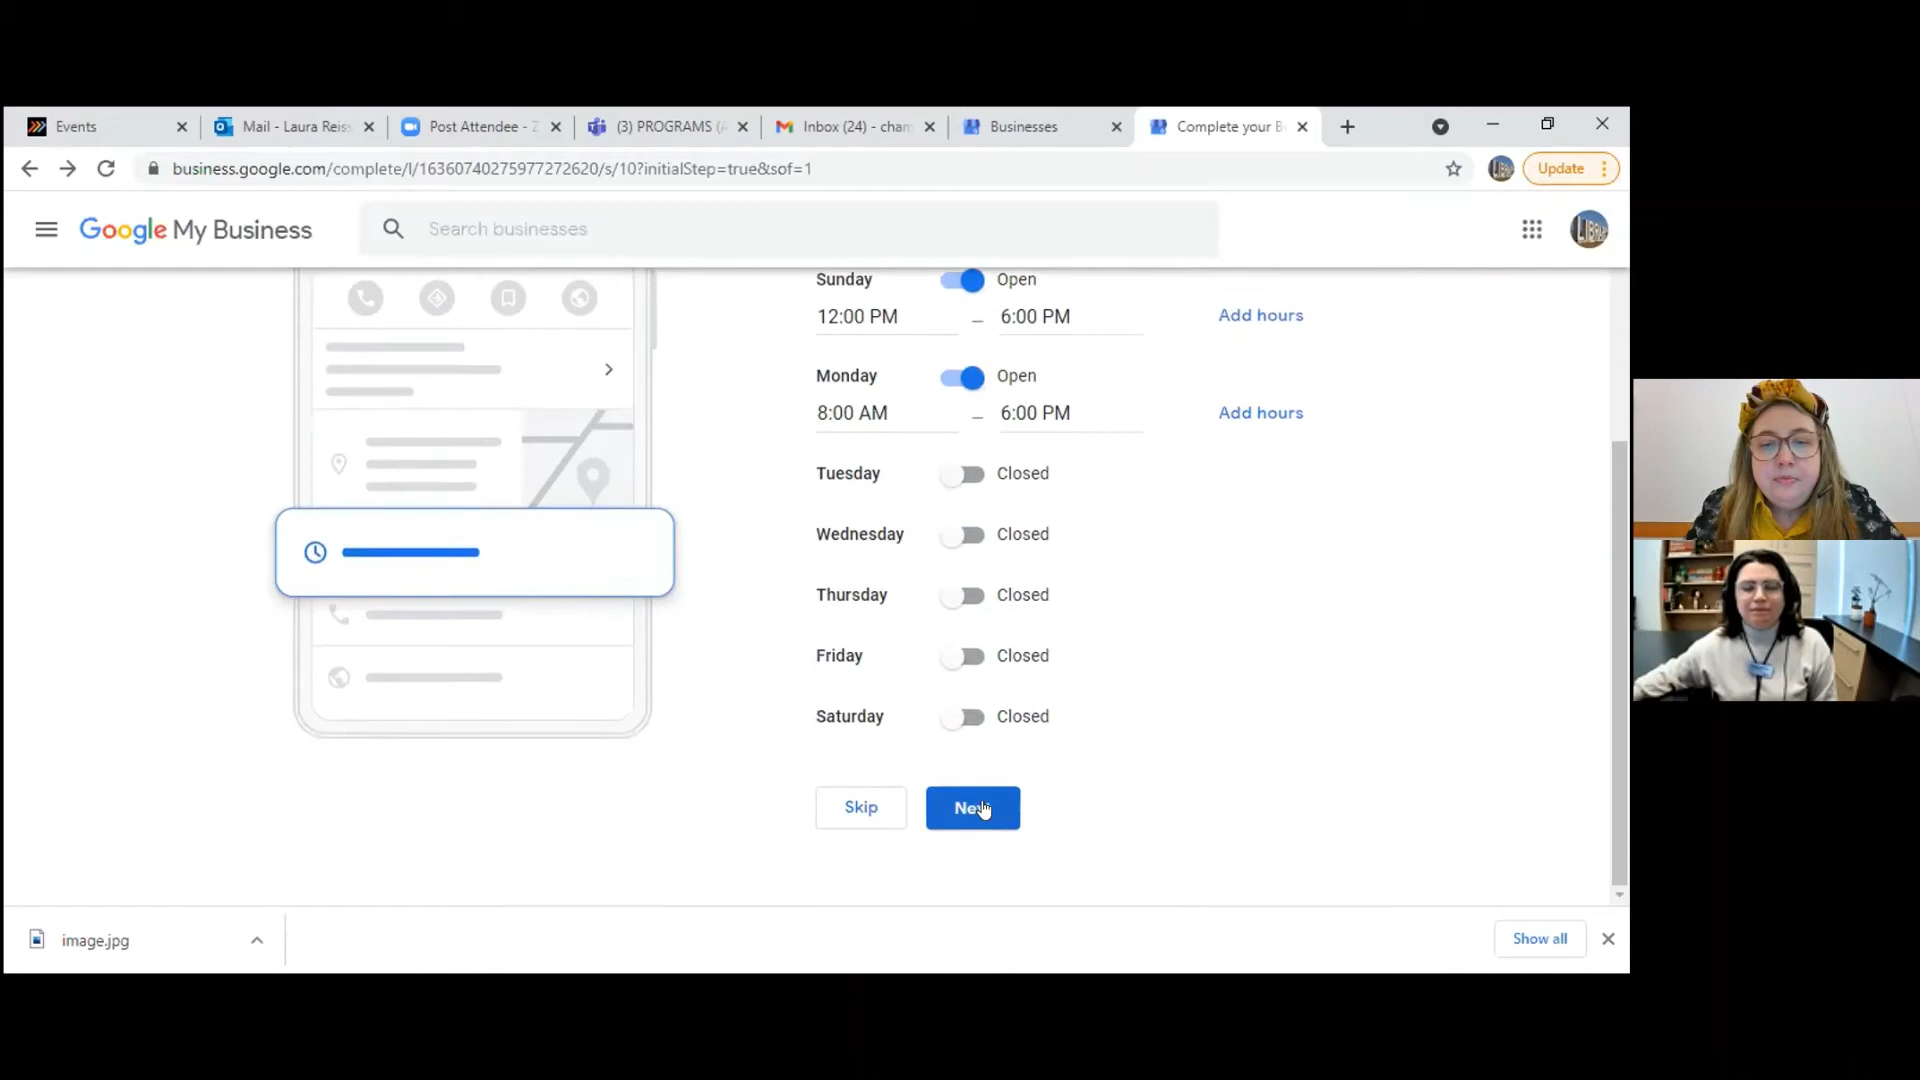 Events
Mail - Laura Reiss
Post Attendee - Z
(3) PROGRAMS (A
Inbox (24) - cham
Businesses
Complete your B
business.google.com/complete/l/16360740275977272620/s/10?initialStep=true&sof=1
Update
Google My Business
Search businesses
LIBRA
Sunday Open
12:00 PM – 6:00 PM Add hours
Monday Open
8:00 AM – 6:00 PM Add hours
Tuesday Closed
Wednesday Closed
Thursday Closed
Friday Closed
Saturday Closed
Skip
Nex
image.jpg
Show all